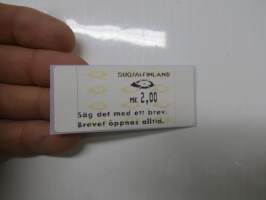 SUOMI FINLAND
MK 2,00
Säg det med ett brev.
Brevet öppnas alltid.